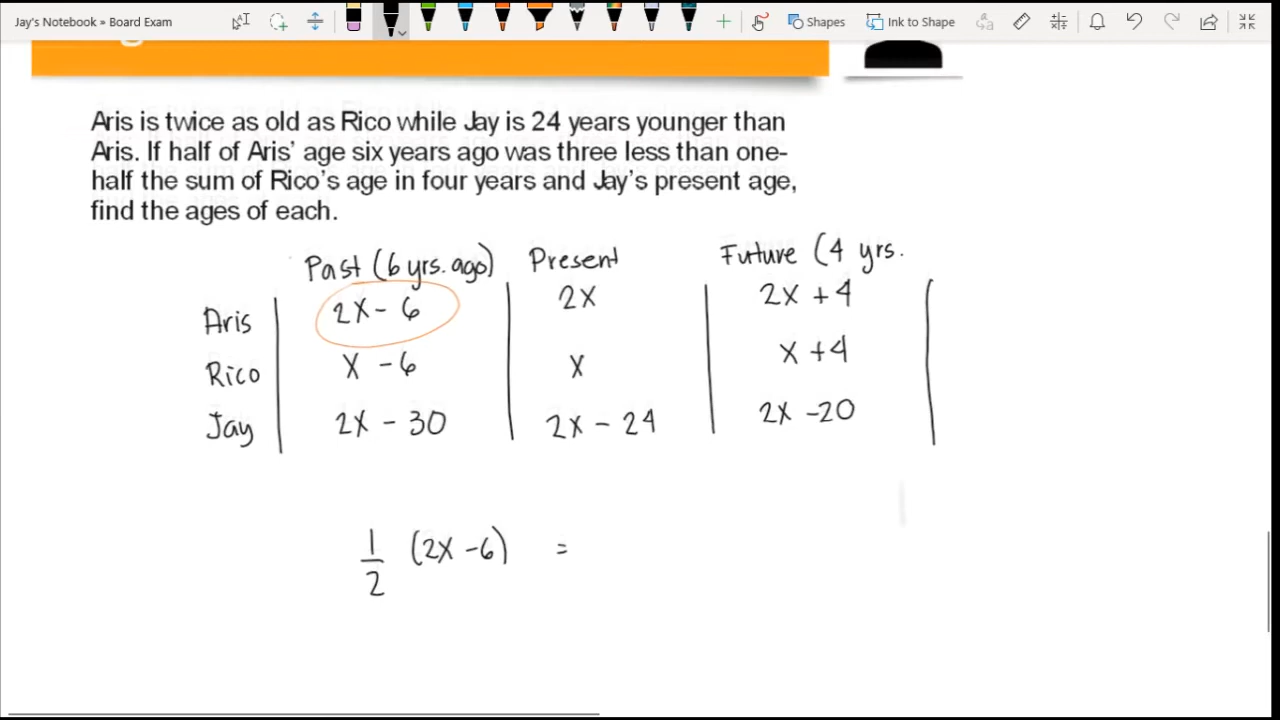 Jay's Notebook » Board Exam
Shapes
Ink to Shape
Aris is twice as old as Rico while Jay is 24 years younger than
Aris. If half of Aris' age six years ago was three less than one-
half the sum of Rico's age in four years and Jay's present age,
find the ages of each.
Past (6 yrs. ago) Present Future (4 yrs.
Aris 2X - 6 2X 2X + 4
Rico X - 6 X X + 4
Jay 2X - 30 2X - 24 2X - 20
1/2 (2X - 6) =